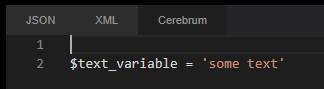 JSON XML Cerebrum
1
2 $text_variable = 'some text'